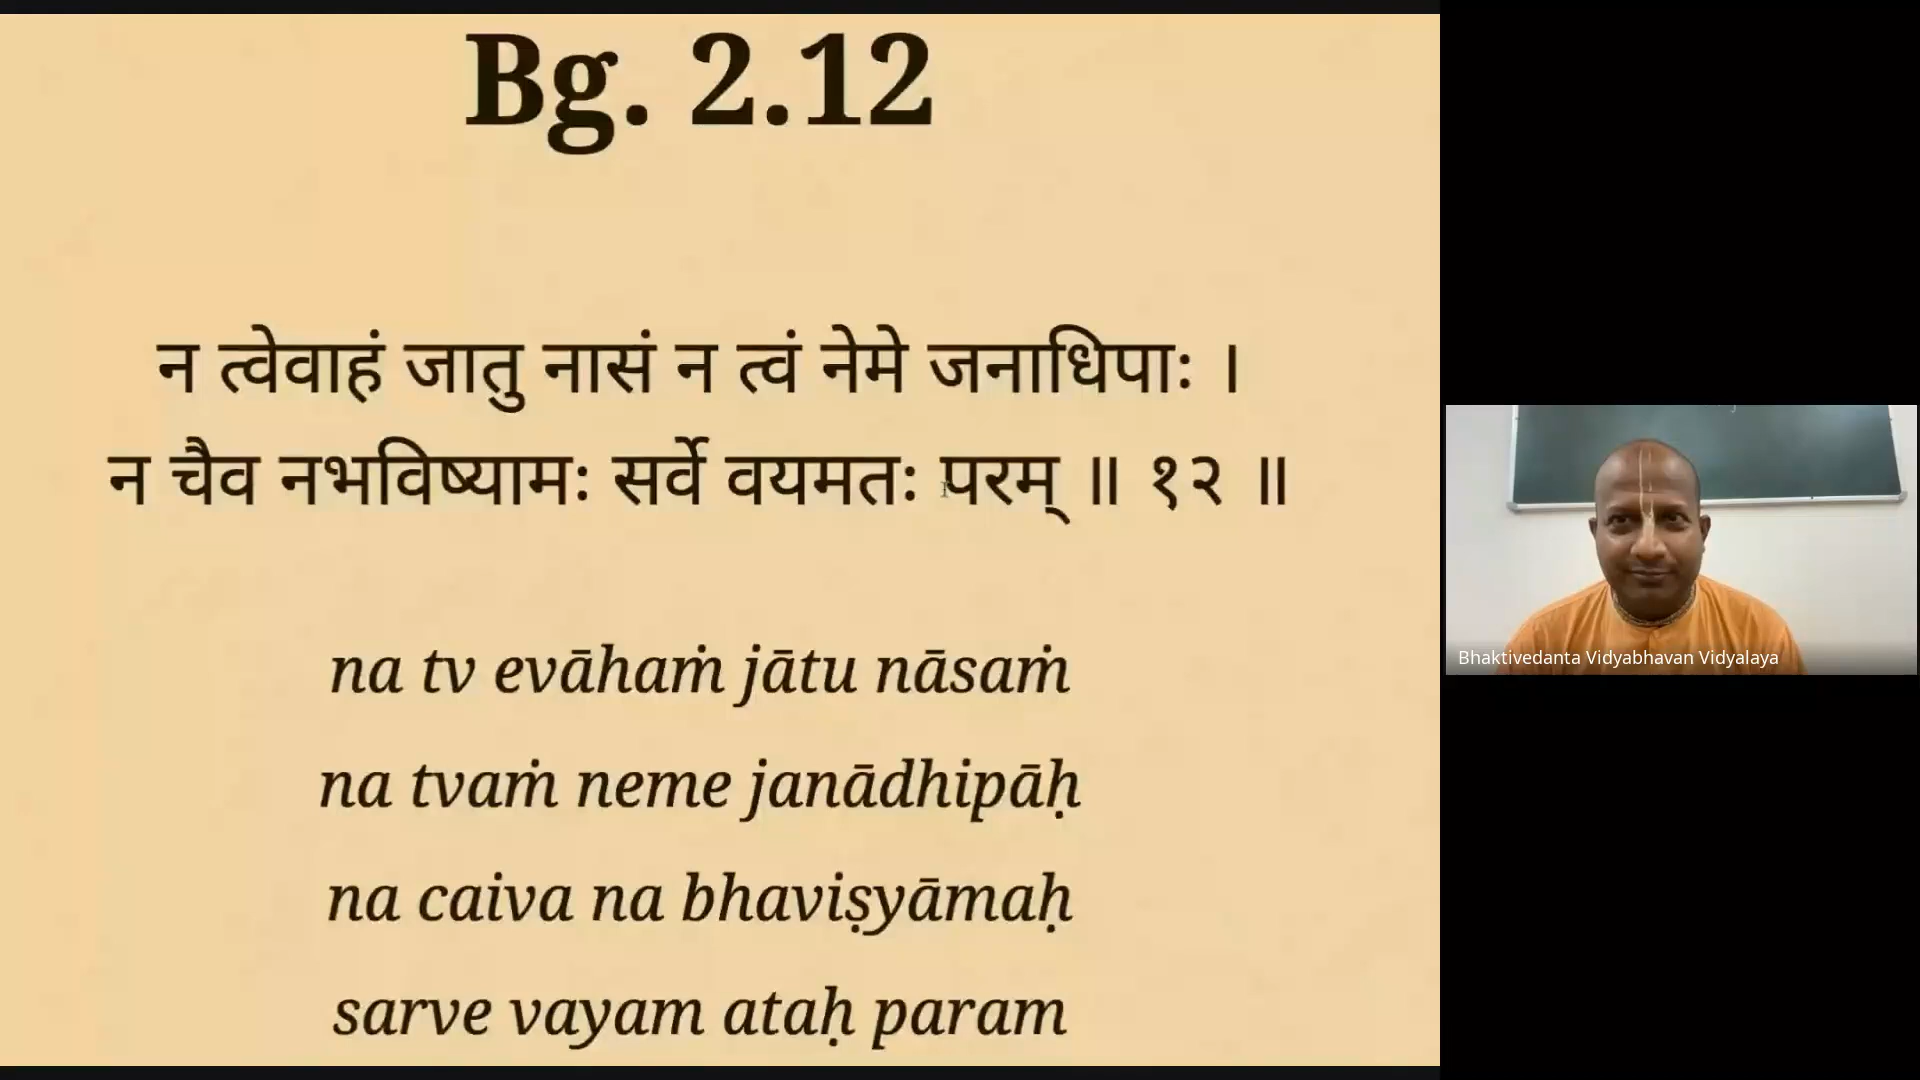 Bg. 2.12
न त्वेवाहं जातु नासं न त्वं नेमे जनाधिपाः ।
न चैव नभविष्यामः सर्वे वयमतः परम् ॥ १२ ॥
na tv evāhaṁ jātu nāsaṁ
na tvaṁ neme janādhipāḥ
na caiva na bhaviṣyāmaḥ
sarve vayam ataḥ param
Bhaktivedanta Vidyabhavan Vidyalaya